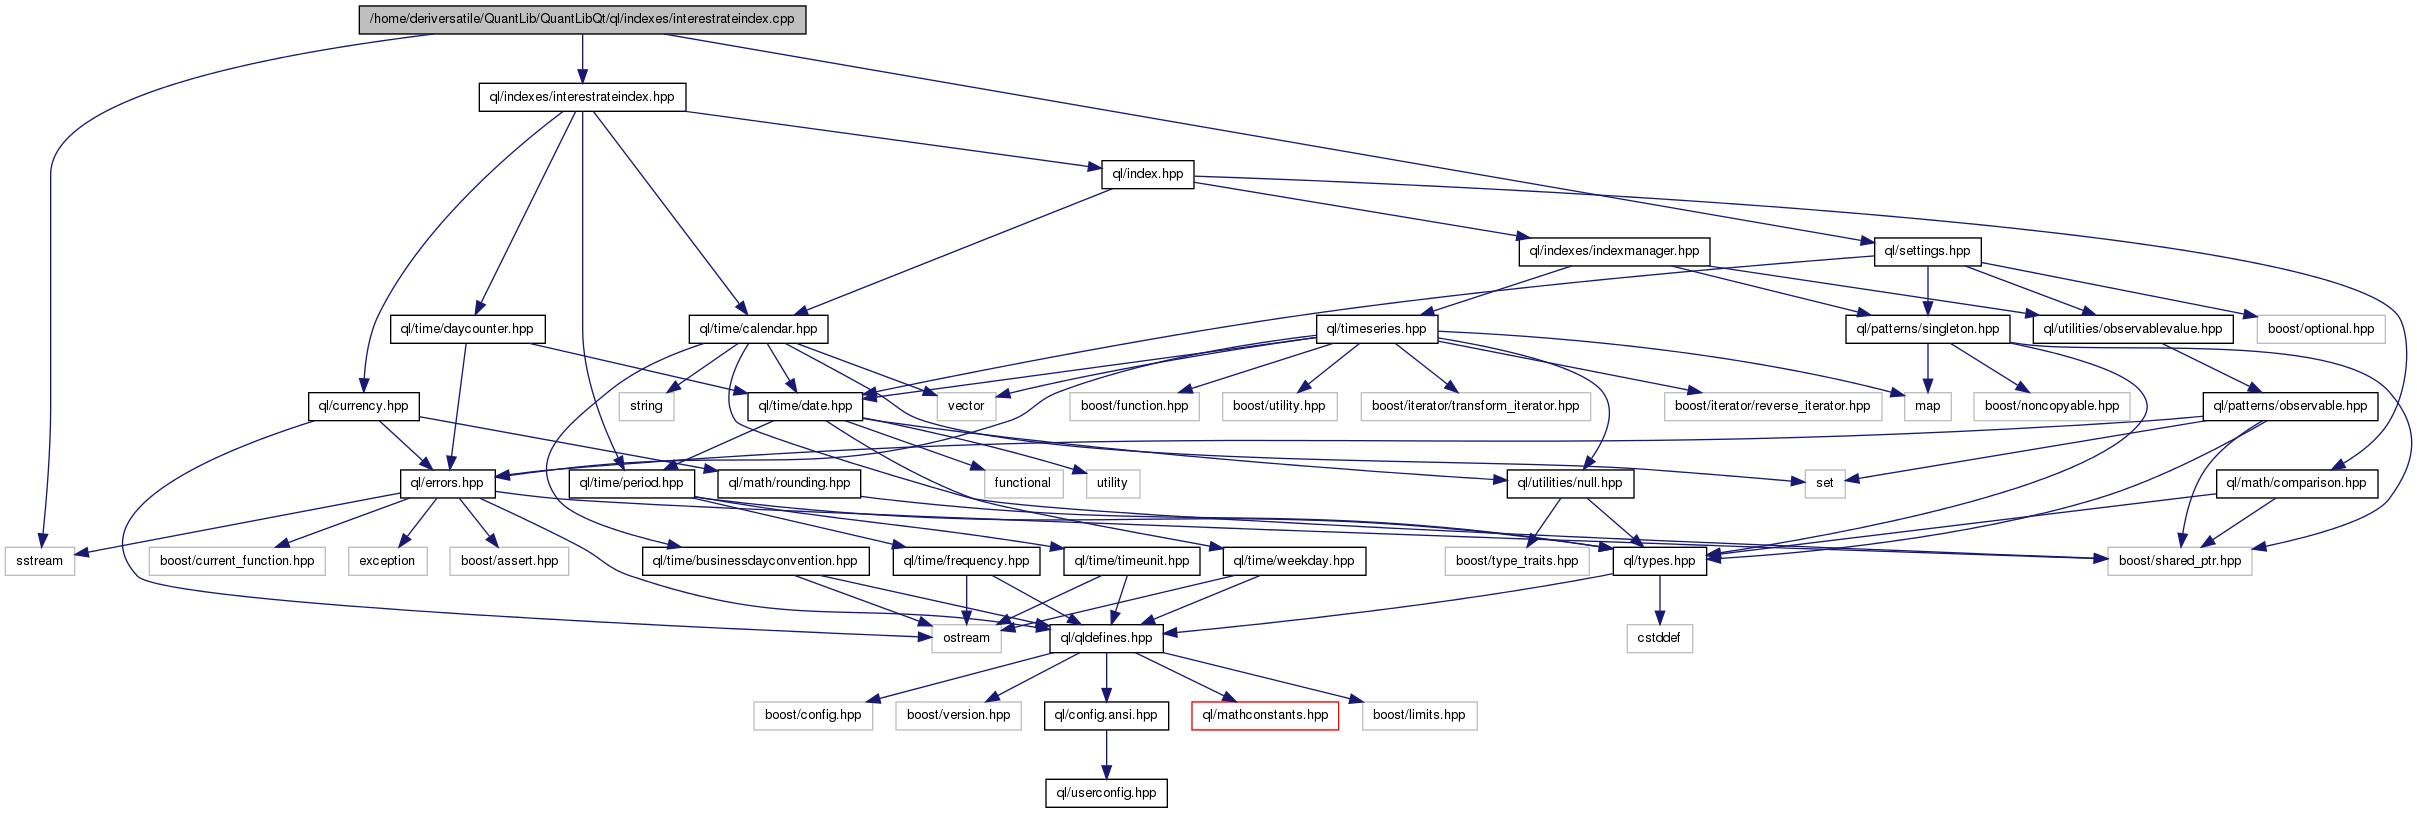 /home/deriversatile/QuantLib/QuantLibQt/ql/indexes/interestrateindex.cpp
ql/indexes/interestrateindex.hpp
ql/index.hpp
ql/indexes/indexmanager.hpp
ql/settings.hpp
ql/time/daycounter.hpp
ql/time/calendar.hpp
ql/timeseries.hpp
ql/patterns/singleton.hpp
ql/utilities/observablevalue.hpp
boost/optional.hpp
ql/currency.hpp
string
ql/time/date.hpp
vector
boost/function.hpp
boost/utility.hpp
boost/iterator/transform_iterator.hpp
boost/iterator/reverse_iterator.hpp
map
boost/noncopyable.hpp
ql/patterns/observable.hpp
ql/errors.hpp
ql/time/period.hpp
ql/math/rounding.hpp
functional
utility
ql/utilities/null.hpp
set
ql/math/comparison.hpp
sstream
boost/current_function.hpp
exception
boost/assert.hpp
ql/time/businessdayconvention.hpp
ql/time/frequency.hpp
ql/time/timeunit.hpp
ql/time/weekday.hpp
boost/type_traits.hpp
ql/types.hpp
boost/shared_ptr.hpp
ostream
ql/qldefines.hpp
cstddef
boost/config.hpp
boost/version.hpp
ql/config.ansi.hpp
ql/mathconstants.hpp
boost/limits.hpp
ql/userconfig.hpp